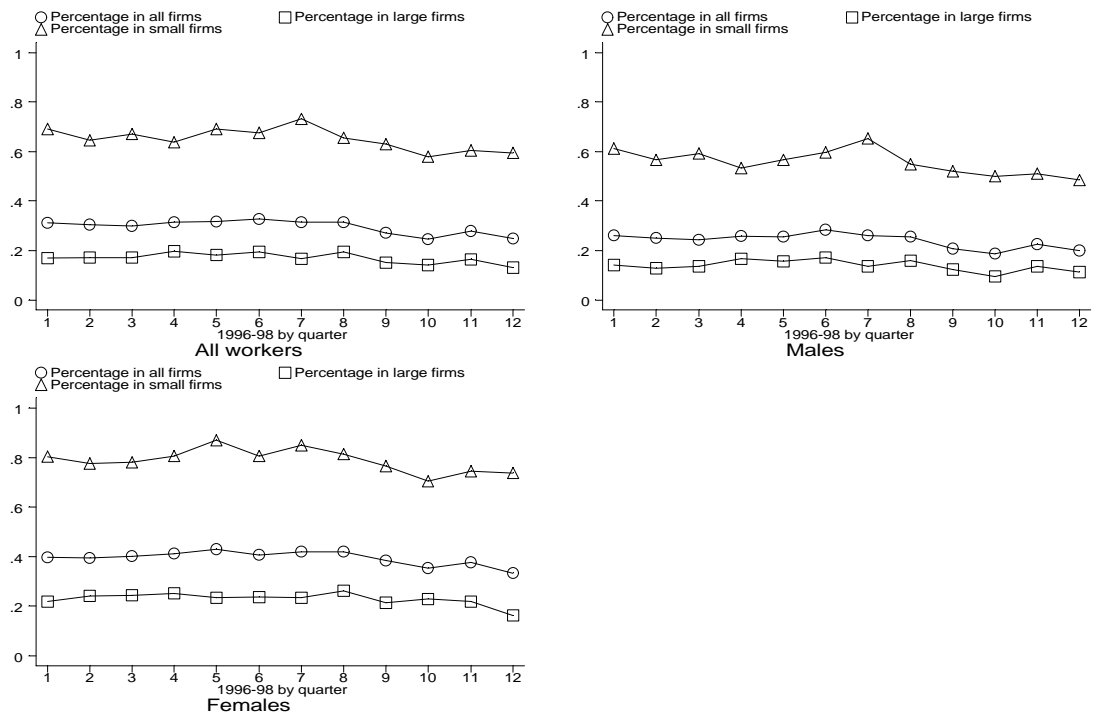 Percentage in all firms Percentage in large firms
Percentage in small firms
1
.8
.6
.4
.2
0
1 2 3 4 5 6 7 8 9 10 11 12
1996-98 by quarter
All workers
Percentage in all firms Percentage in large firms
Percentage in small firms
1
.8
.6
.4
.2
0
1 2 3 4 5 6 7 8 9 10 11 12
1996-98 by quarter
Males
Percentage in all firms Percentage in large firms
Percentage in small firms
1
.8
.6
.4
.2
0
1 2 3 4 5 6 7 8 9 10 11 12
1996-98 by quarter
Females